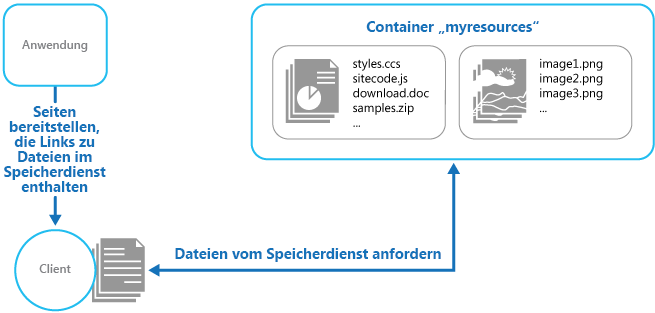 Anwendung
Seiten
bereitstellen,
die Links zu
Dateien im
Speicherdienst
enthalten
Client
Container „myresources“
styles.ccs
sitecode.js
download.doc
samples.zip
...
image1.png
image2.png
image3.png
...
Dateien vom Speicherdienst anfordern